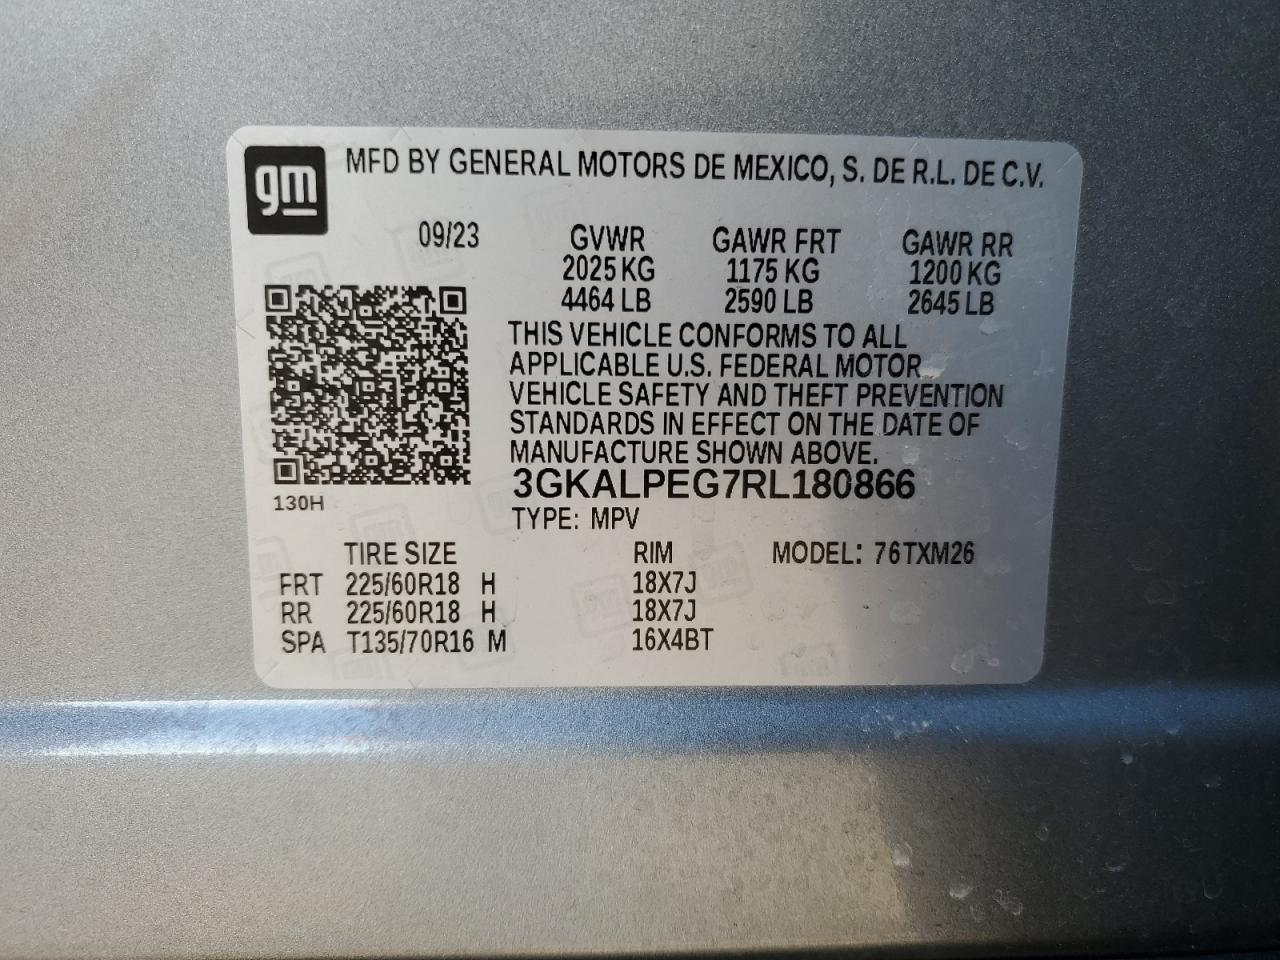 gm
MFD BY GENERAL MOTORS DE MEXICO, S. DE R.L. DE C.V.
09/23 GVWR GAWR FRT GAWR RR
2025 KG 1175 KG 1200 KG
4464 LB 2590 LB 2645 LB
THIS VEHICLE CONFORMS TO ALL
APPLICABLE U.S. FEDERAL MOTOR
VEHICLE SAFETY AND THEFT PREVENTION
STANDARDS IN EFFECT ON THE DATE OF
MANUFACTURE SHOWN ABOVE.
130H
3GKALPEG7RL180866
TYPE: MPV
TIRE SIZE RIM MODEL: 76TXM26
FRT 225/60R18 H 18X7J
RR 225/60R18 H 18X7J
SPA T135/70R16 M 16X4BT